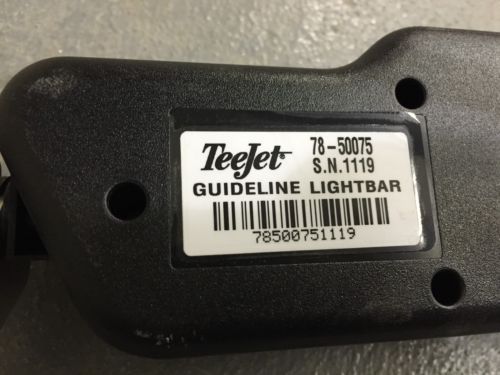 TeeJet® 78-50075
S.N.1119
GUIDELINE LIGHTBAR
78500751119